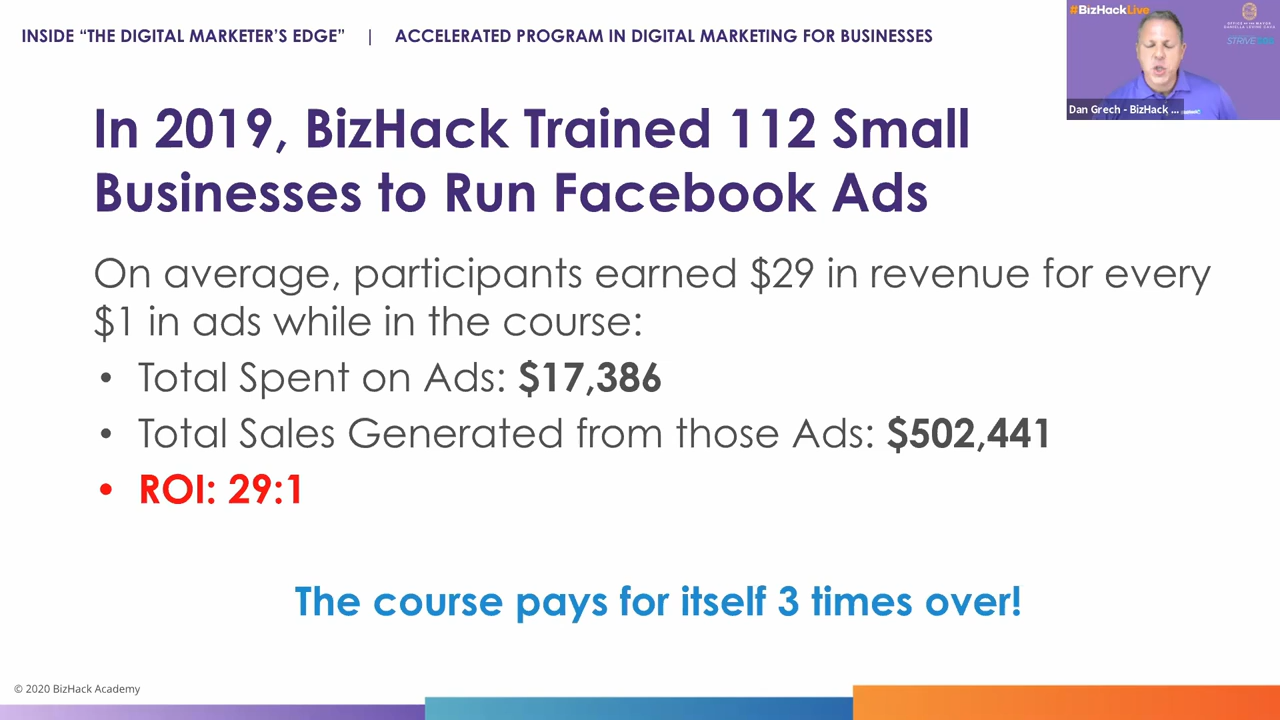 INSIDE “THE DIGITAL MARKETER’S EDGE” | ACCELERATED PROGRAM IN DIGITAL MARKETING FOR BUSINESSES
#BizHackLive
Dan Grech - BizHack ...
In 2019, BizHack Trained 112 Small
Businesses to Run Facebook Ads
On average, participants earned $29 in revenue for every
$1 in ads while in the course:
• Total Spent on Ads: $17,386
• Total Sales Generated from those Ads: $502,441
• ROI: 29:1
The course pays for itself 3 times over!
© 2020 BizHack Academy